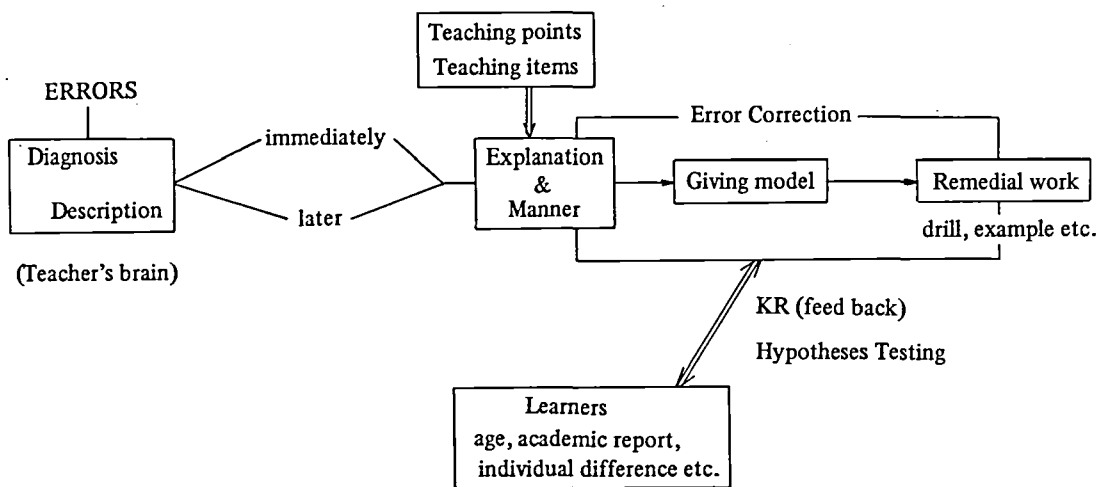 Teaching points
Teaching items
ERRORS
Diagnosis
Description
(Teacher's brain)
immediately
later
Explanation
&
Manner
Error Correction
Giving model
Remedial work
drill, example etc.
KR (feed back)
Hypotheses Testing
Learners
age, academic report,
individual difference etc.